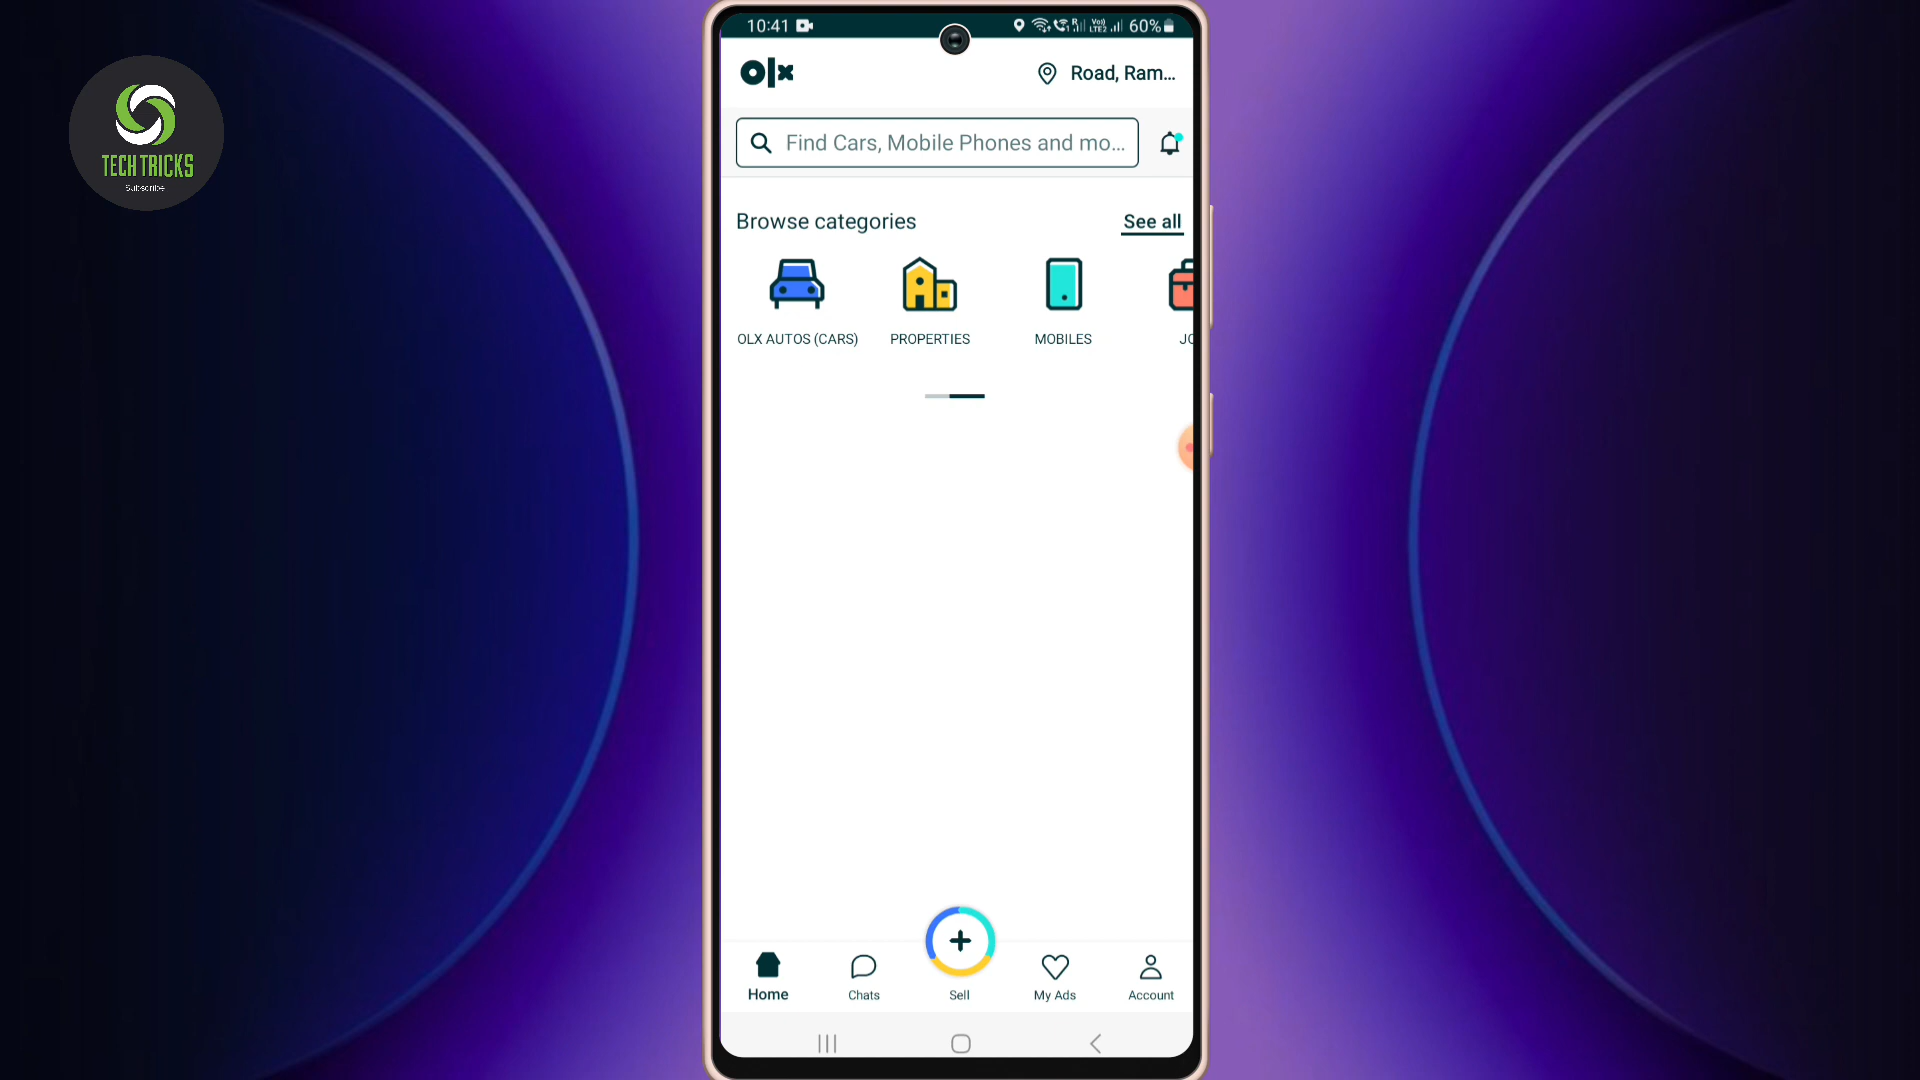 10:41
60%
olx
Road, Ram...
Find Cars, Mobile Phones and mo...
Browse categories
See all
OLX AUTOS (CARS)
PROPERTIES
MOBILES
JO
Home
Chats
Sell
My Ads
Account
TECH TRICKS
Subscribe